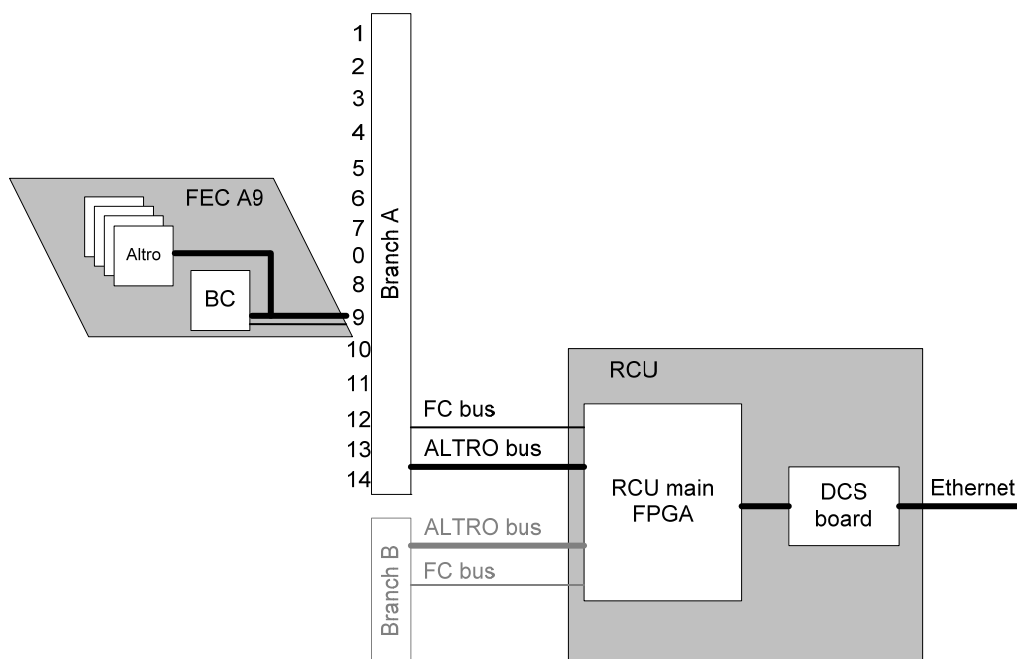 1
2
3
4
5
6
7
0
8
9
10
11
12
13
14
Branch A
FEC A9
Altro
BC
FC bus
ALTRO bus
ALTRO bus
FC bus
Branch B
RCU
RCU main
FPGA
DCS
board
Ethernet